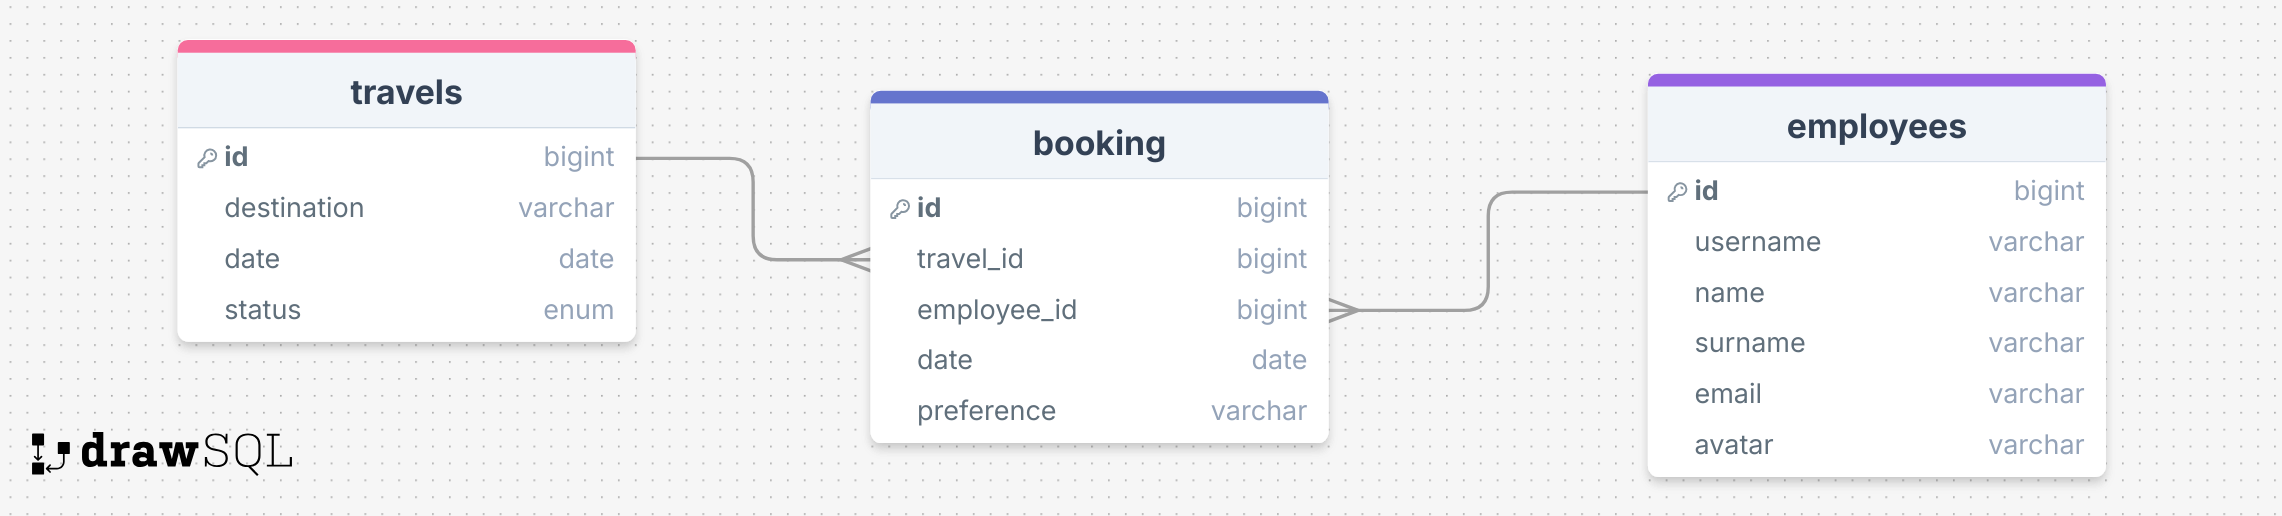 travels
id bigint
destination varchar
date date
status enum
booking
id bigint
travel_id bigint
employee_id bigint
date date
preference varchar
employees
id bigint
username varchar
name varchar
surname varchar
email varchar
avatar varchar
drawSQL